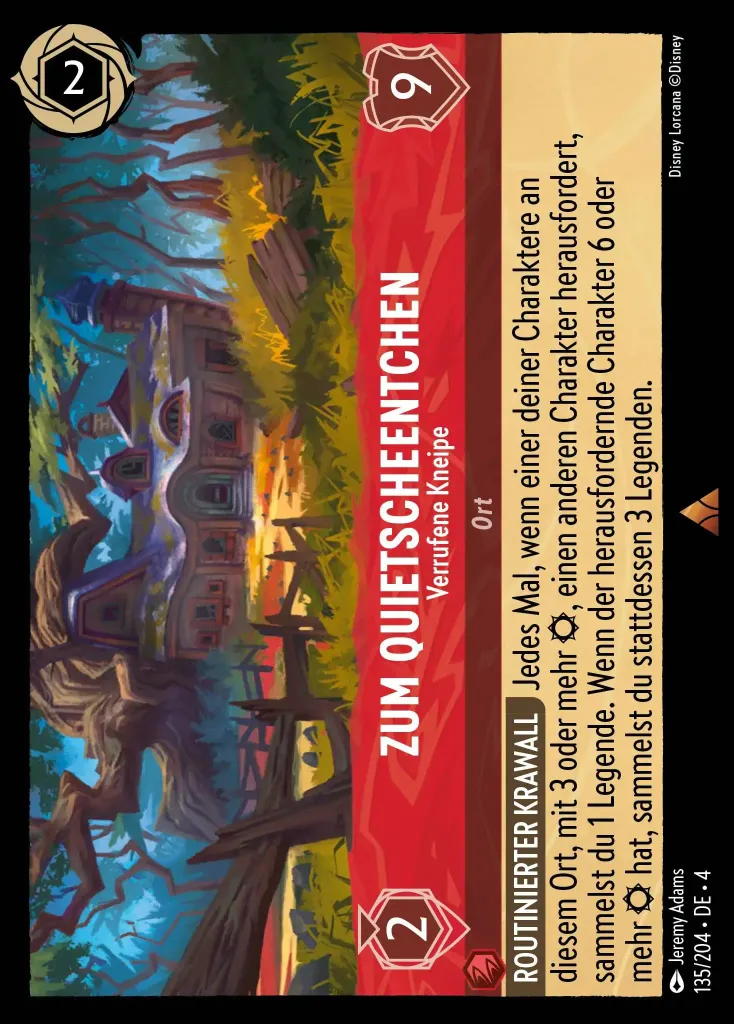 2
ZUM QUIETSCHEENTCHEN
Verrufene Kneipe
2
9
Ort
ROUTINIERTER KRAWALL Jedes Mal, wenn einer deiner Charaktere an
diesem Ort, mit 3 oder mehr ⛭, einen anderen Charakter herausfordert,
sammelst du 1 Legende. Wenn der herausfordernde Charakter 6 oder
mehr ⛭ hat, sammelst du stattdessen 3 Legenden.
Jeremy Adams
135/204 • DE • 4
Disney Lorcana ©Disney